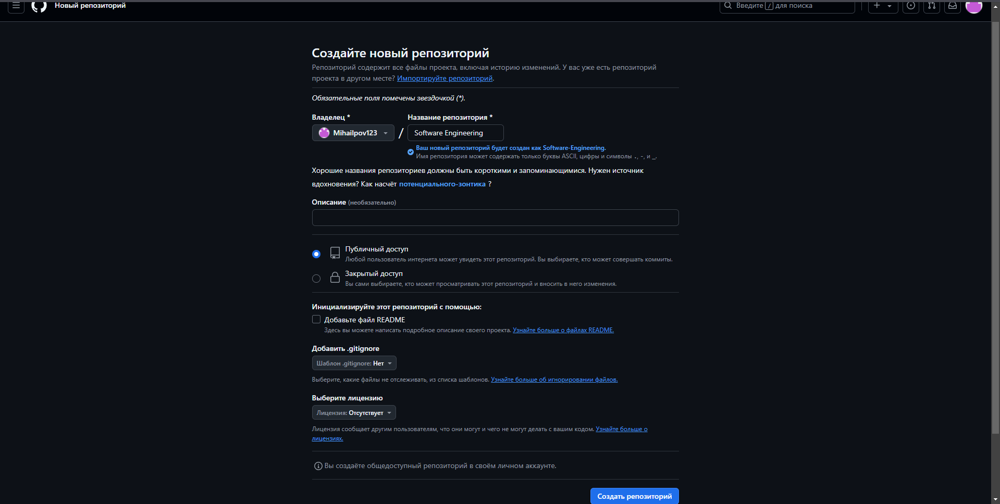 Новый репозиторий
Введите / для поиска
Создайте новый репозиторий
Репозиторий содержит все файлы проекта, включая историю изменений. У вас уже есть репозиторий
проекта в другом месте? Импортируйте репозиторий.
Обязательные поля помечены звездочкой (*).
Владелец *
Название репозитория *
Mihailpov123
/
Software Engineering
Ваш новый репозиторий будет создан как Software-Engineering.
Имя репозитория может содержать только буквы ASCII, цифры и символы ., -, и _.
Хорошие названия репозиториев должны быть короткими и запоминающимися. Нужен источник
вдохновения? Как насчёт потенциального-зонтика ?
Описание (необязательно)
Публичный доступ
Любой пользователь интернета может увидеть этот репозиторий. Вы выбираете, кто может совершать коммиты.
Закрытый доступ
Вы сами выбираете, кто может просматривать этот репозиторий и вносить в него изменения.
Инициализируйте этот репозиторий с помощью:
Добавьте файл README
Здесь вы можете написать подробное описание своего проекта. Узнайте больше о файлах README.
Добавить .gitignore
Шаблон .gitignore: Нет
Выберите, какие файлы не отслеживать, из списка шаблонов. Узнайте больше об игнорировании файлов.
Выберите лицензию
Лицензия: Отсутствует
Лицензия сообщает другим пользователям, что они могут и чего не могут делать с вашим кодом. Узнайте больше о
лицензиях.
Вы создаёте общедоступный репозиторий в своём личном аккаунте.
Создать репозиторий